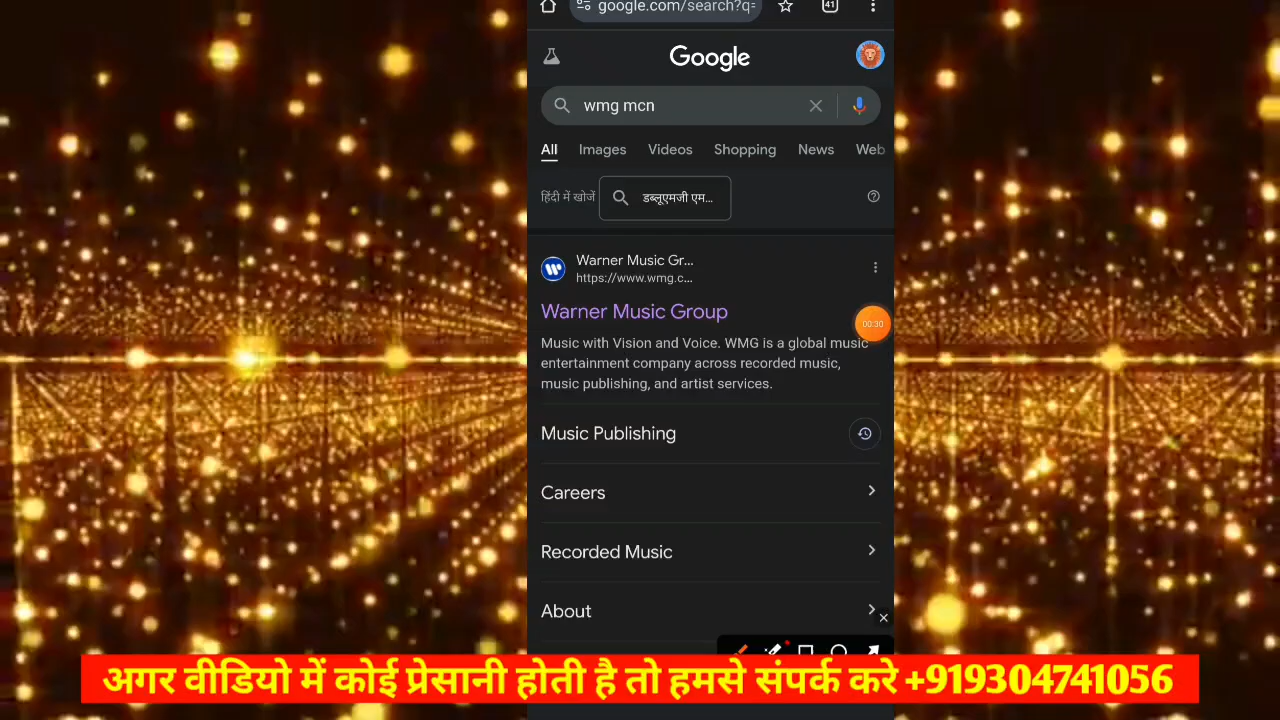 google.com/search?q=
41
Google
wmg mcn
All Images Videos Shopping News Web
हिंदी में खोजें डब्लूएमजी एम...
Warner Music Gr...
https://www.wmg.c...
Warner Music Group
00:30
Music with Vision and Voice. WMG is a global music
entertainment company across recorded music,
music publishing, and artist services.
Music Publishing
Careers
Recorded Music
About
अगर वीडियो में कोई प्रेसानी होती है तो हमसे संपर्क करे +919304741056